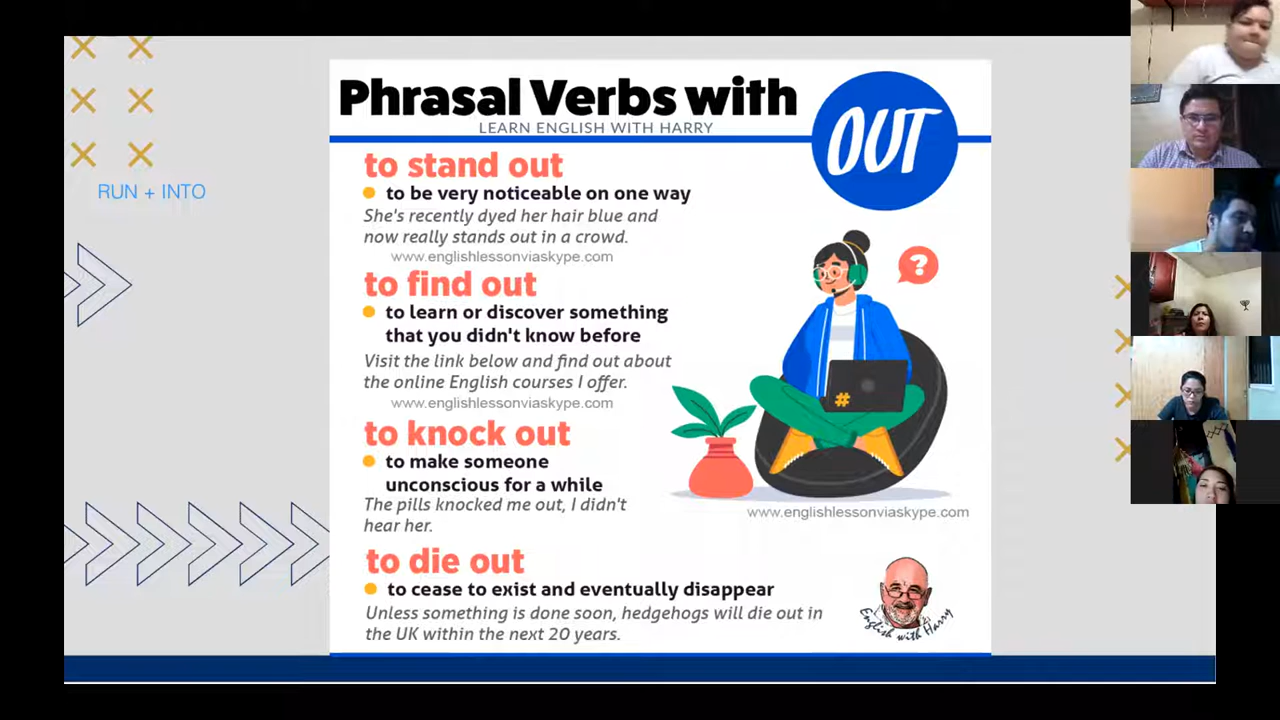 Phrasal Verbs with
OUT
LEARN ENGLISH WITH HARRY
RUN + INTO
to stand out
to be very noticeable on one way
She's recently dyed her hair blue and
now really stands out in a crowd.
www.englishlessonviaskype.com
to find out
to learn or discover something
that you didn't know before
Visit the link below and find out about
the online English courses I offer.
www.englishlessonviaskype.com
to knock out
to make someone
unconscious for a while
The pills knocked me out, I didn't
hear her.
?
#
www.englishlessonviaskype.com
to die out
to cease to exist and eventually disappear
Unless something is done soon, hedgehogs will die out in
the UK within the next 20 years.
English with Harry